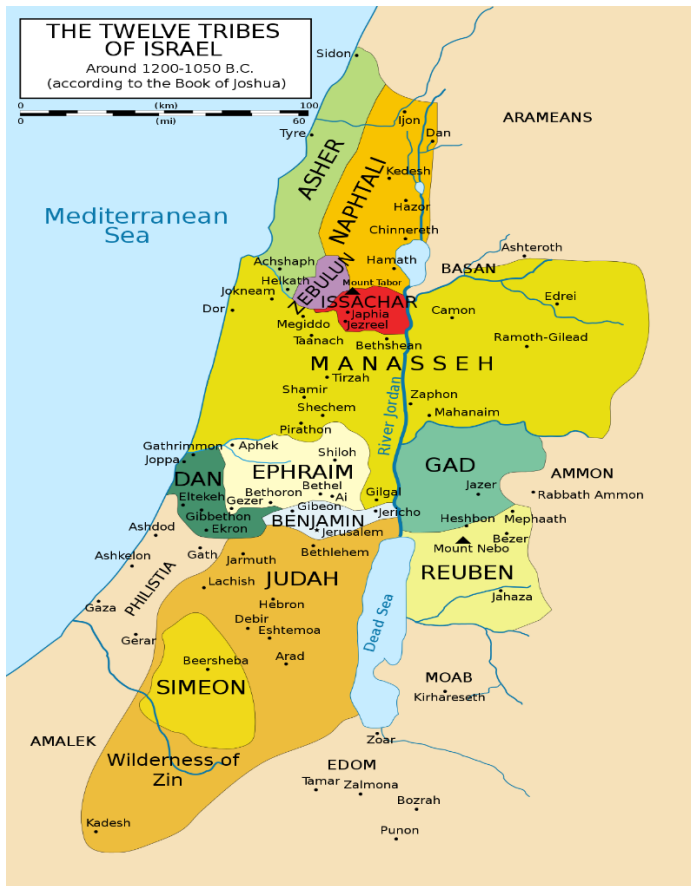 THE TWELVE TRIBES
OF ISRAEL
Around 1200-1050 B.C.
(according to the Book of Joshua)
0 (km) 100
0 (mi) 60
Sidon
Ijon
ARAMEANS
Tyre
Dan
ASHER
NAPHTALI
Kedesh
Hazor
Mediterranean
Sea
Chinnereth
Ashteroth
Achshaph
Hamath
BASAN
Helkath
ZEBULUN
Mount Tabor
Jokneam
ISSACHAR
Edrei
Dor
Japhia
Camon
Megiddo
Jezreel
Taanach
Bethshean
Ramoth-Gilead
MANASSEH
Tirzah
Shamir
River Jordan
Zaphon
Shechem
Mahanaim
Pirathon
Gathrimmon
Aphek
Joppa
Shiloh
GAD
DAN
EPHRAIM
AMMON
Bethel
Jazer
Eltekeh
Bethoron
Ai
Gilgal
Rabbath Ammon
Gezer
Gibeon
Jericho
Gibbethon
BENJAMIN
Heshbon
Mephaath
Ashdod
Ekron
Jerusalem
Bezer
Mount Nebo
Ashkelon
Gath
Jarmuth
Bethlehem
PHILISTIA
Lachish
JUDAH
REUBEN
Gaza
Hebron
Dead Sea
Jahaza
Debir
Gerar
Eshtemoa
Beersheba
Arad
SIMEON
MOAB
Kirhareseth
AMALEK
Zoar
Wilderness of
Zin
EDOM
Tamar
Zalmona
Bozrah
Kadesh
Punon